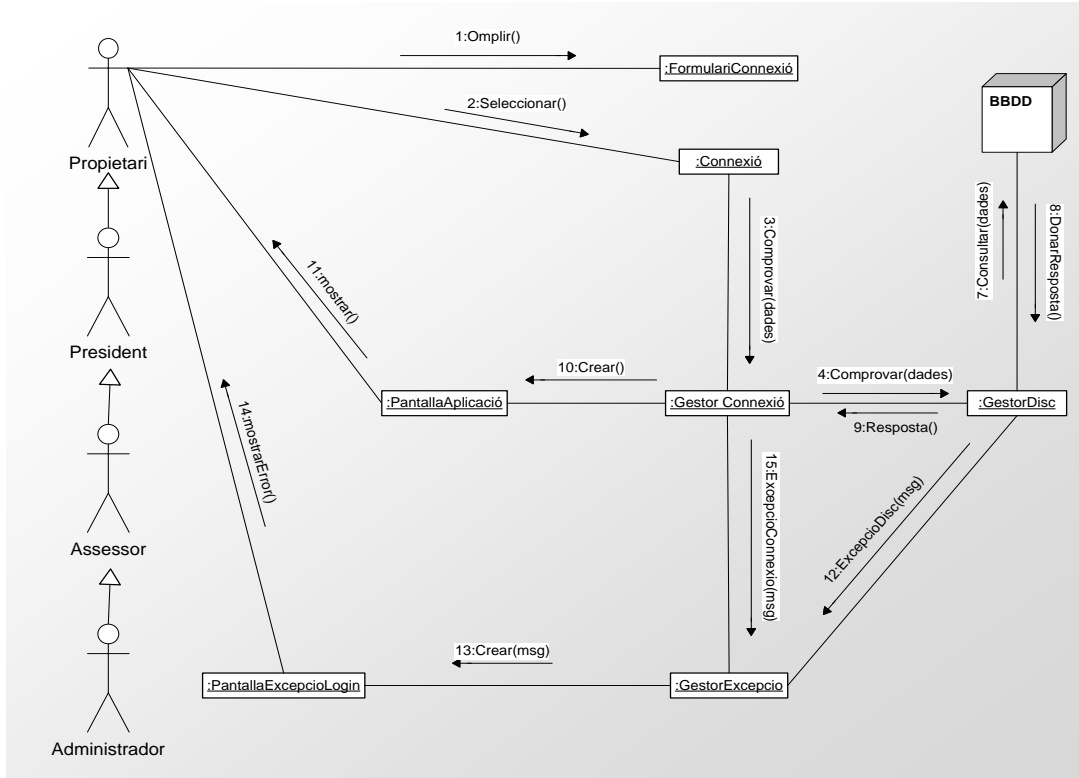 1:Omplir()
:FormulariConnexió
BBDD
2:Seleccionar()
Propietari
:Connexió
3:Comprovar(dades)
7:Consultar(dades)
8:DonarResposta()
11:mostrar()
President
10:Crear()
4:Comprovar(dades)
:PantallaAplicació
:Gestor Connexió
:GestorDisc
9:Resposta()
14:mostrarError()
15:ExcepcioConnexio(msg)
12:ExcepcioDisc(msg)
Assessor
13:Crear(msg)
:PantallaExcepcioLogin
:GestorExcepcio
Administrador